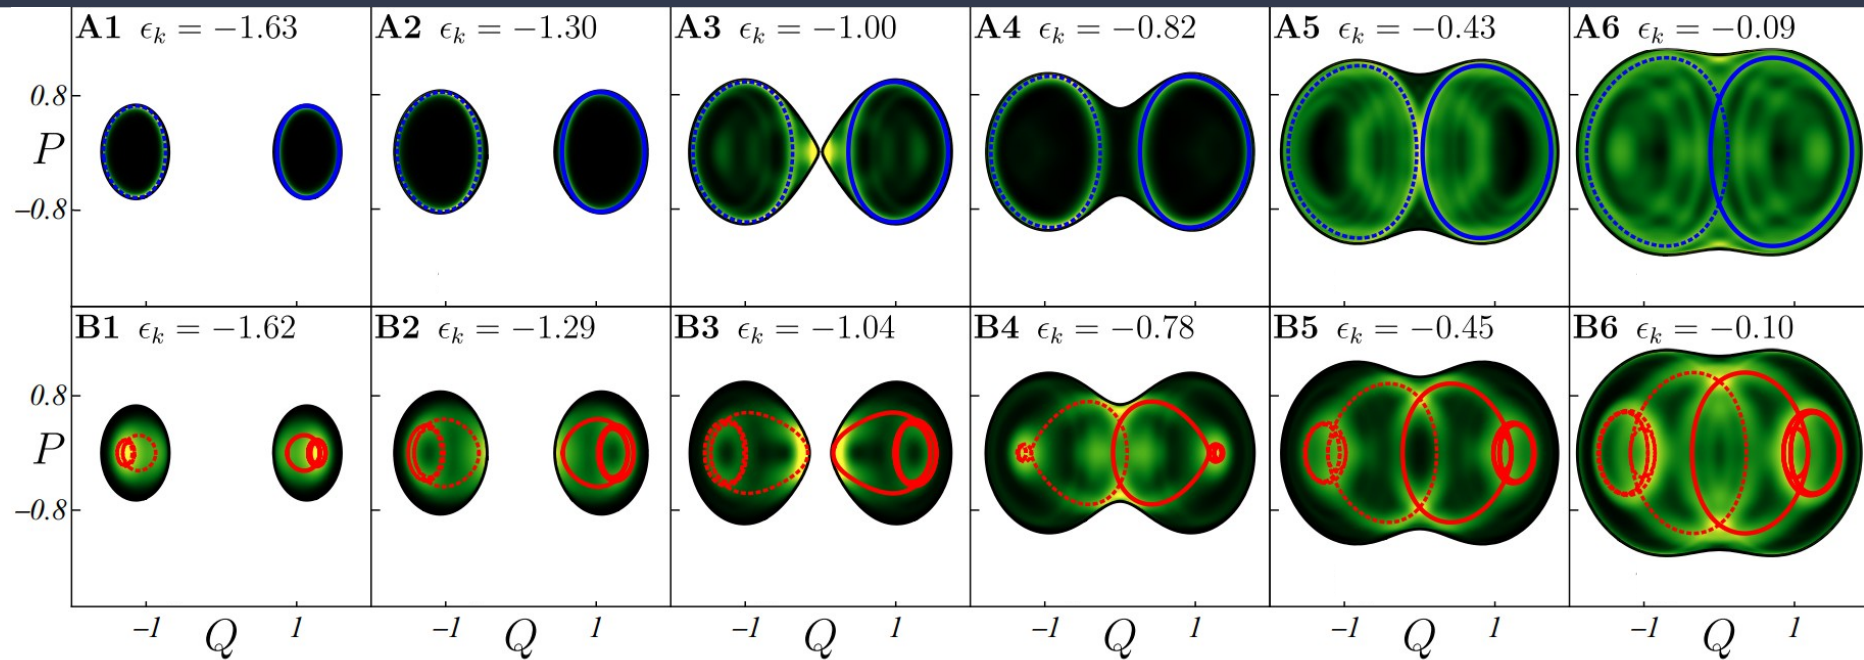 A1 ϵₖ = −1.63 A2 ϵₖ = −1.30 A3 ϵₖ = −1.00 A4 ϵₖ = −0.82 A5 ϵₖ = −0.43 A6 ϵₖ = −0.09
0.8
P
−0.8
B1 ϵₖ = −1.62 B2 ϵₖ = −1.29 B3 ϵₖ = −1.04 B4 ϵₖ = −0.78 B5 ϵₖ = −0.45 B6 ϵₖ = −0.10
0.8
P
−0.8
−1 Q 1 −1 Q 1 −1 Q 1 −1 Q 1 −1 Q 1 −1 Q 1